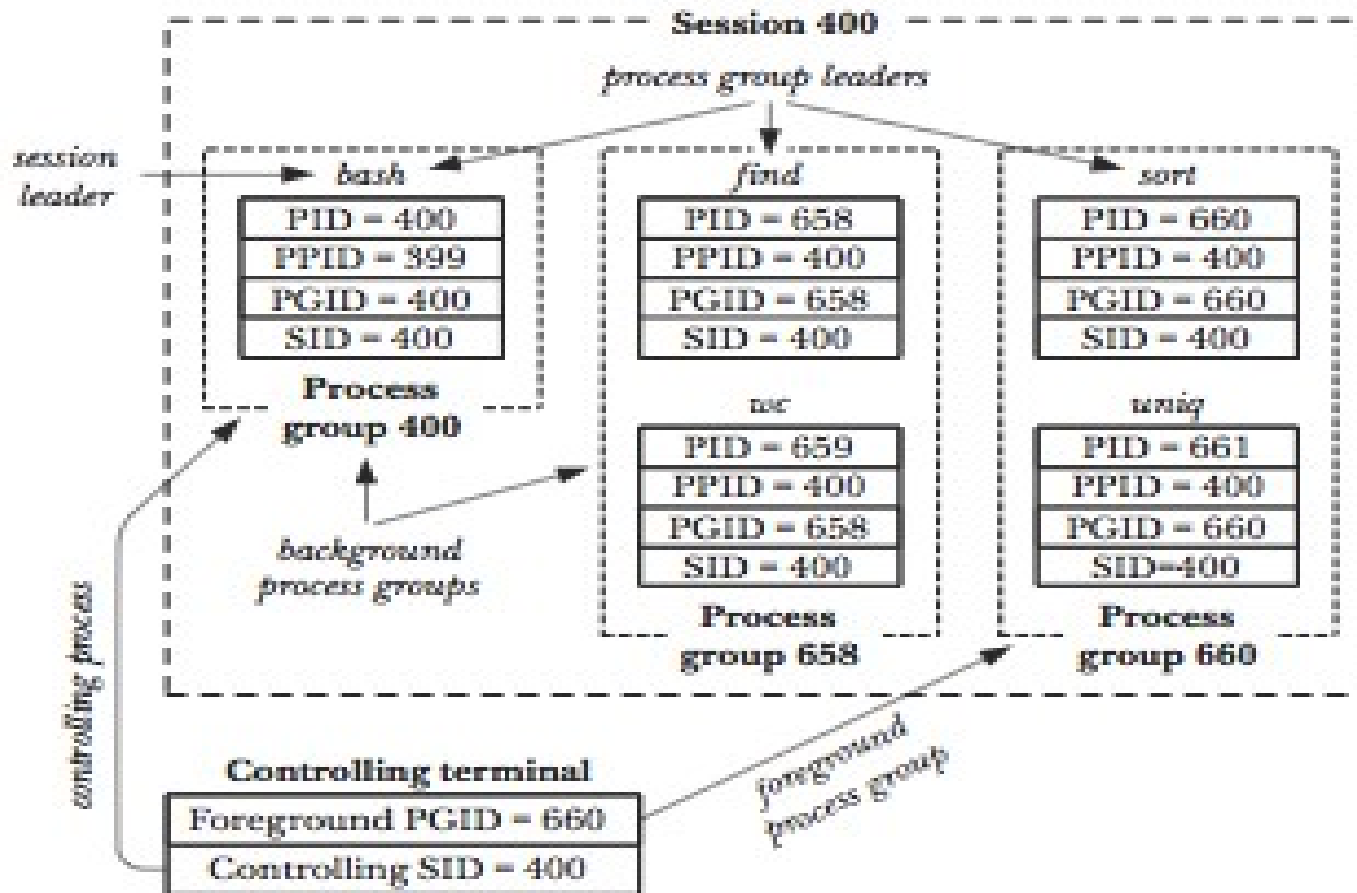 Session 400
process group leaders
session
leader
bash
PID = 400
PPID = 399
PGID = 400
SID = 400
Process
group 400
find
PID = 658
PPID = 400
PGID = 658
SID = 400
wc
PID = 659
PPID = 400
PGID = 658
SID = 400
Process
group 658
sort
PID = 660
PPID = 400
PGID = 660
SID = 400
uniq
PID = 661
PPID = 400
PGID = 660
SID=400
Process
group 660
background
process groups
controlling process
foreground
process group
Controlling terminal
Foreground PGID = 660
Controlling SID = 400